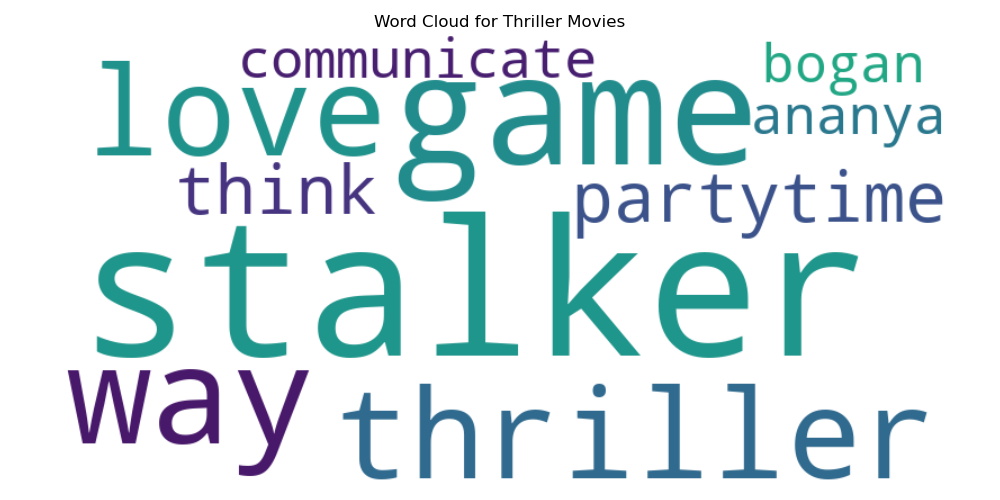 Word Cloud for Thriller Movies
communicate
bogan
love
game
ananya
think
partytime
stalker
way
thriller